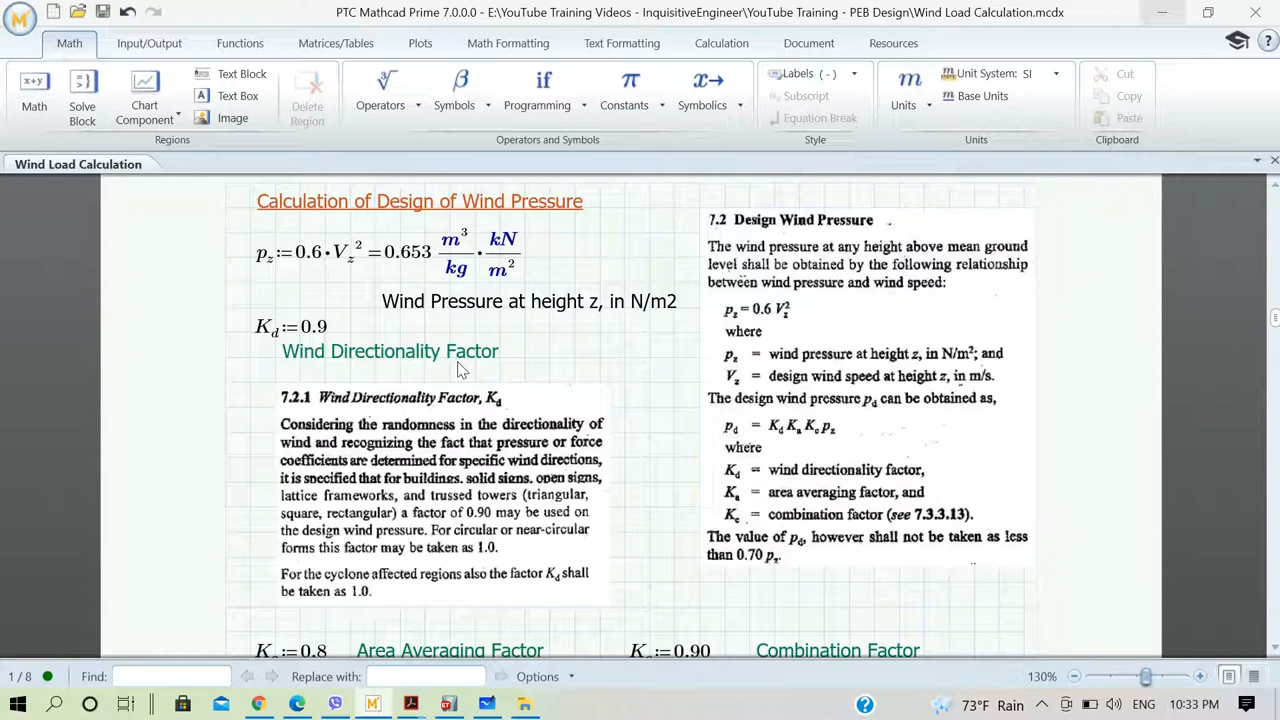 PTC Mathcad Prime 7.0.0.0 - E:\YouTube Training Videos - InquisitiveEngineer\YouTube Training - PEB Design\Wind Load Calculation.mcdx
Math Input/Output Functions Matrices/Tables Plots Math Formatting Text Formatting Calculation Document Resources
Math
Solve Block
Chart Component
Text Block
Text Box
Image
Delete Region
Operators
Symbols
Programming
Constants
Symbolics
Labels ( - )
Subscript
Equation Break
Units
Unit System: SI
Base Units
Cut
Copy
Paste
Regions Operators and Symbols Style Units Clipboard
Wind Load Calculation
Calculation of Design of Wind Pressure
p_z := 0.6 • V_z^2 = 0.653 m^3/kg • kN/m^2
Wind Pressure at height z, in N/m2
K_d := 0.9
Wind Directionality Factor
7.2.1 Wind Directionality Factor, K_d
Considering the randomness in the directionality of
wind and recognizing the fact that pressure or force
coefficients are determined for specific wind directions,
it is specified that for buildings. solid signs. open signs,
lattice frameworks, and trussed towers (triangular,
square, rectangular) a factor of 0.90 may be used on
the design wind pressure. For circular or near-circular
forms this factor may be taken as 1.0.
For the cyclone affected regions also the factor K_d shall
be taken as 1.0.
7.2 Design Wind Pressure
The wind pressure at any height above mean ground
level shall be obtained by the following relationship
between wind pressure and wind speed:
p_z = 0.6 V_z^2
where
p_z = wind pressure at height z, in N/m²; and
V_z = design wind speed at height z, in m/s.
The design wind pressure p_d can be obtained as,
p_d = K_d K_a K_c p_z
where
K_d = wind directionality factor,
K_a = area averaging factor, and
K_c = combination factor (see 7.3.3.13).
The value of p_d, however shall not be taken as less
than 0.70 p_z.
:=0.8 Area Averaging Factor :=0.90 Combination Factor
1 / 8 Find: Replace with: Options 130%
73°F Rain ENG 10:33 PM